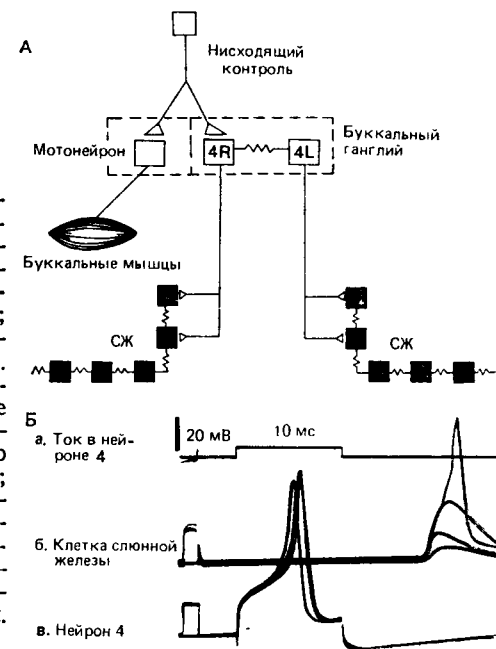 А
Нисходящий
контроль
Буккальный
ганглий
Мотонейрон
4R
4L
Буккальные мышцы
СЖ
СЖ
Б
20 мВ
10 мс
а. Ток в ней-
роне 4
б. Клетка слюнной
железы
в. Нейрон 4